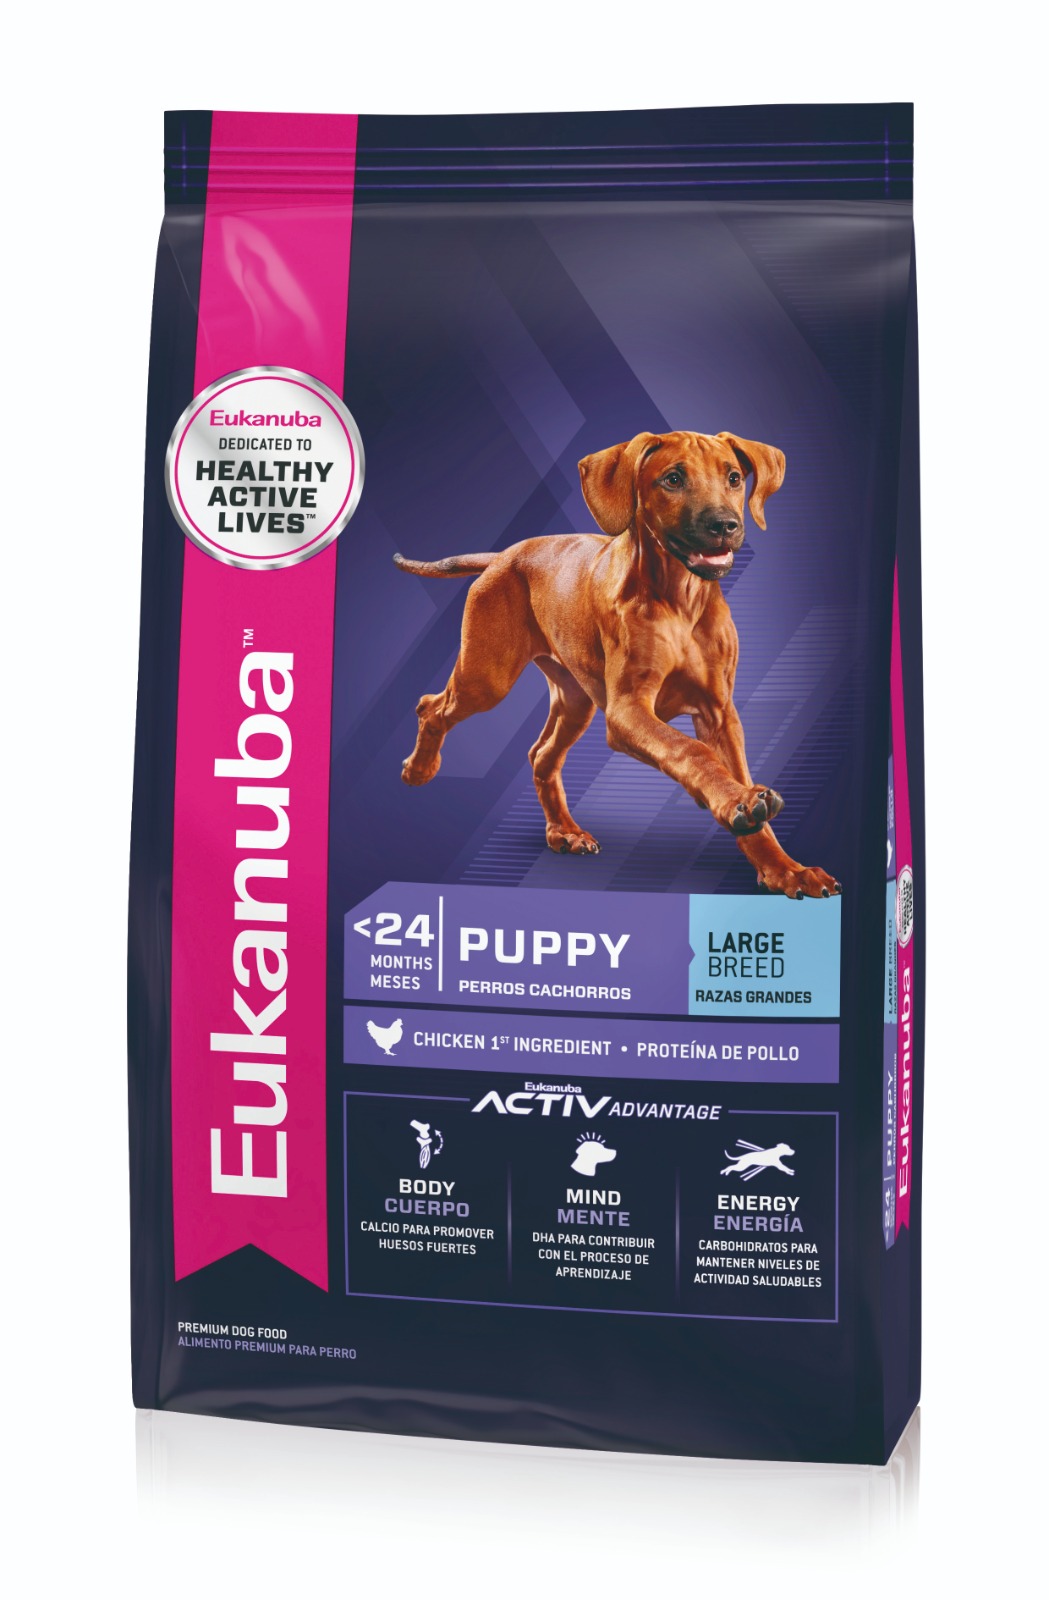 Eukanuba
DEDICATED TO
HEALTHY
ACTIVE
LIVES™
Eukanuba™
<24
MONTHS
MESES
PUPPY
PERROS CACHORROS
LARGE
BREED
RAZAS GRANDES
CHICKEN 1ST INGREDIENT • PROTEÍNA DE POLLO
Eukanuba
ACTIV ADVANTAGE
BODY
CUERPO
CALCIO PARA PROMOVER
HUESOS FUERTES
MIND
MENTE
DHA PARA CONTRIBUIR
CON EL PROCESO DE
APRENDIZAJE
ENERGY
ENERGÍA
CARBOHIDRATOS PARA
MANTENER NIVELES DE
ACTIVIDAD SALUDABLES
PREMIUM DOG FOOD
ALIMENTO PREMIUM PARA PERRO
Eukanuba
<24
PUPPY
LARGE BREED